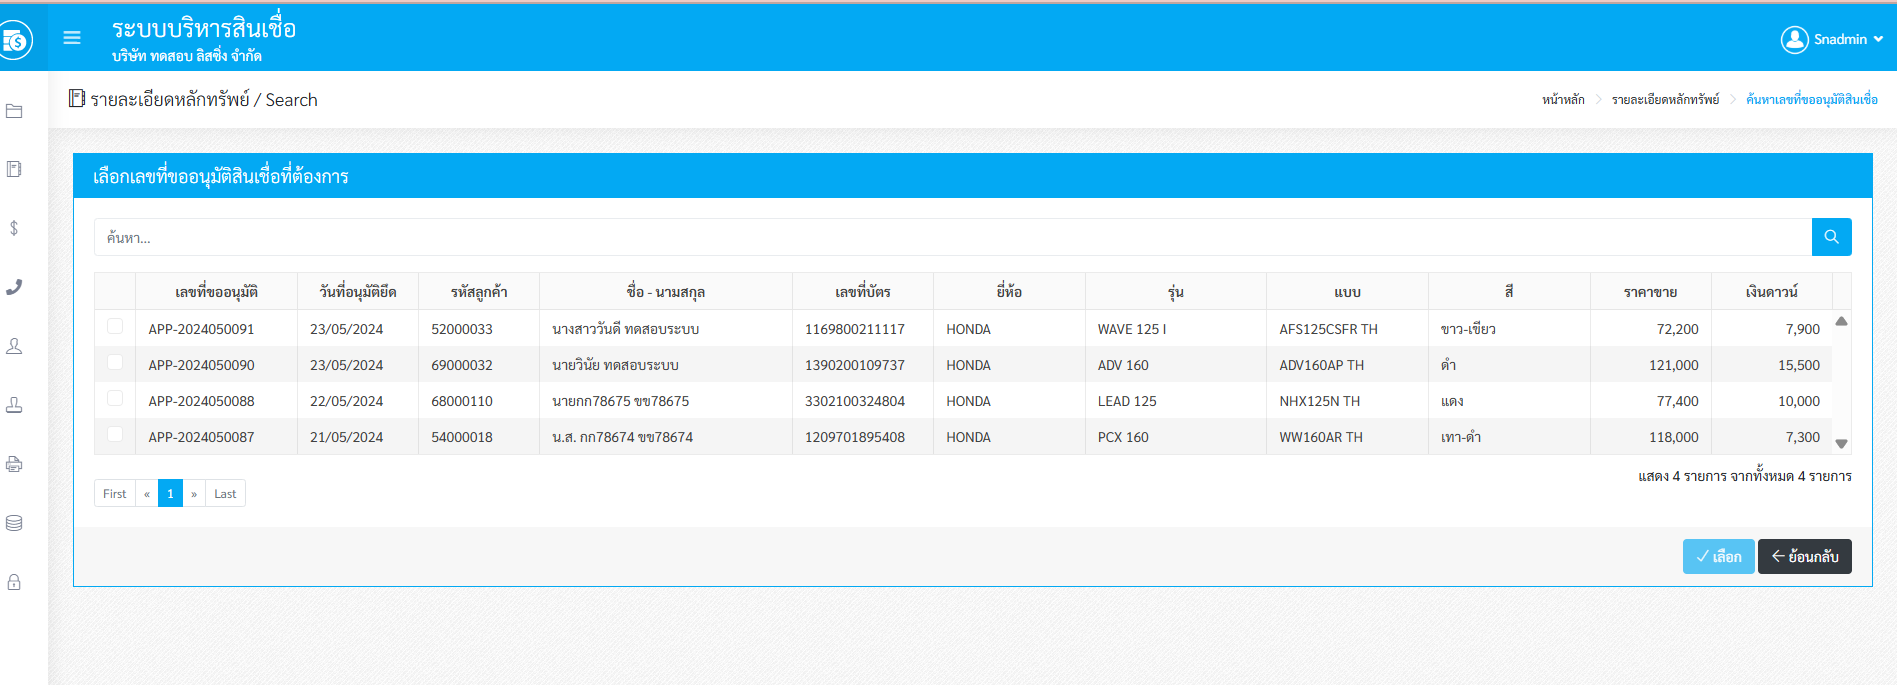 ระบบบริหารสินเชื่อ
บริษัท ทดสอบ ลิสซิ่ง จำกัด
Snadmin
รายละเอียดหลักทรัพย์ / Search
หน้าหลัก > รายละเอียดหลักทรัพย์ > ค้นหาเลขที่ขออนุมัติสินเชื่อ
เลือกเลขที่ขออนุมัติสินเชื่อที่ต้องการ
ค้นหา...
เลขที่ขออนุมัติ วันที่อนุมัติยึด รหัสลูกค้า ชื่อ - นามสกุล เลขที่บัตร ยี่ห้อ รุ่น แบบ สี ราคาขาย เงินดาวน์
APP-2024050091 23/05/2024 52000033 นางสาววันดี ทดสอบระบบ 1169800211117 HONDA WAVE 125 I AFS125CSFR TH ขาว-เขียว 72,200 7,900
APP-2024050090 23/05/2024 69000032 นายวินัย ทดสอบระบบ 1390200109737 HONDA ADV 160 ADV160AP TH ดำ 121,000 15,500
APP-2024050088 22/05/2024 68000110 นายกก78675 ขข78675 3302100324804 HONDA LEAD 125 NHX125N TH แดง 77,400 10,000
APP-2024050087 21/05/2024 54000018 น.ส. กก78674 ขข78674 1209701895408 HONDA PCX 160 WW160AR TH เทา-ดำ 118,000 7,300
แสดง 4 รายการ จากทั้งหมด 4 รายการ
First « 1 » Last
เลือก ย้อนกลับ